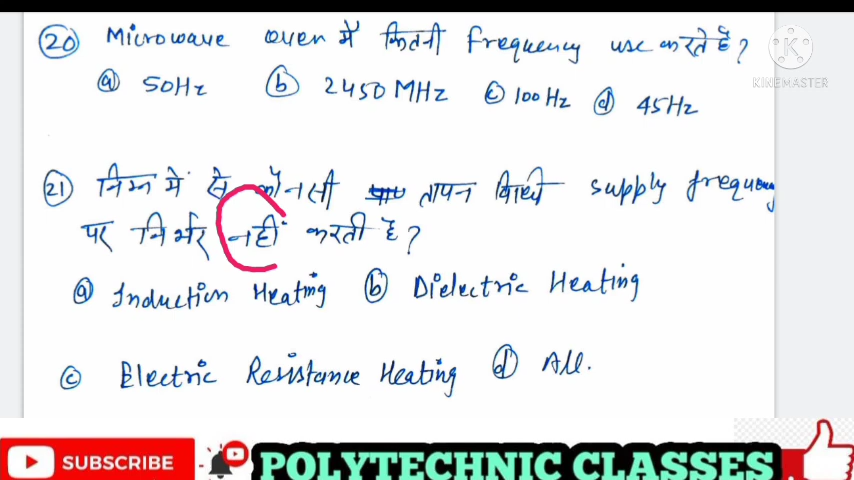 (20) Microwave oven में कितनी frequency use करते है?
(a) 50Hz (b) 2450 MHz (c) 100 Hz (d) 45Hz
KINEMASTER
(21) निम्न में से कौनसी तापन विधी supply frequency
पर निर्भर नहीं करती है?
(a) Induction Heating (b) Dielectric Heating
(c) Electric Resistance Heating (d) All.
SUBSCRIBE POLYTECHNIC CLASSES.